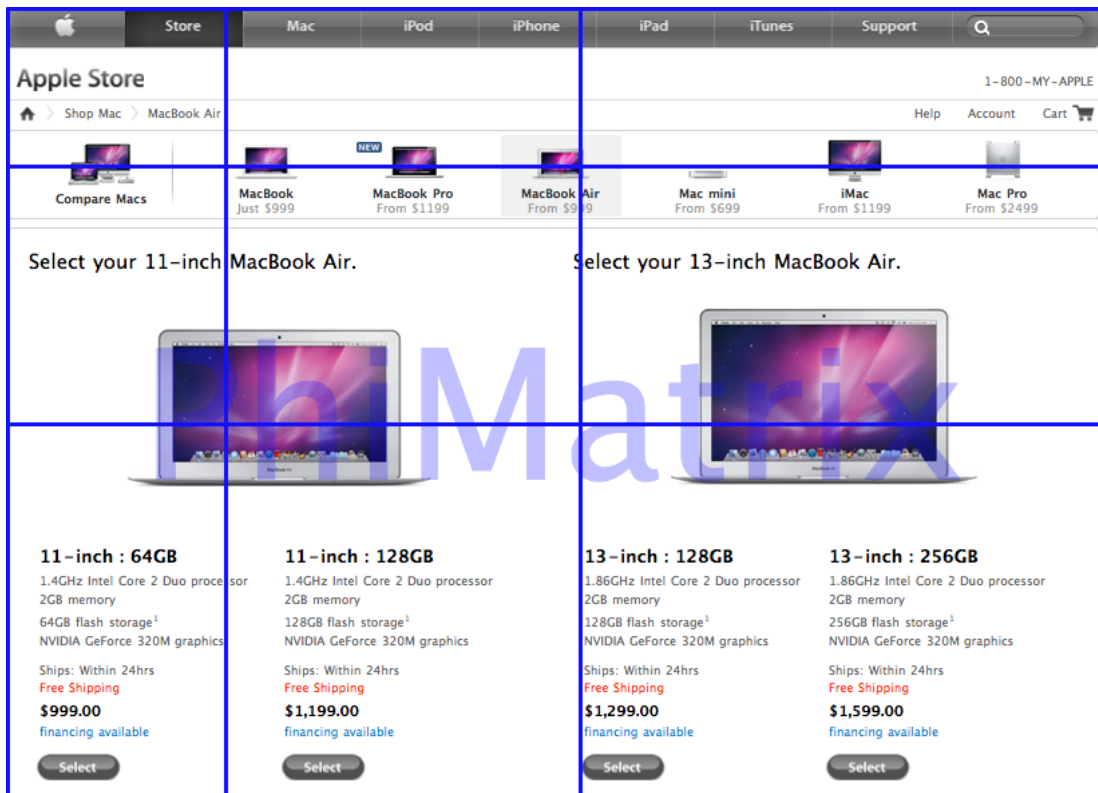 Store Mac iPod iPhone iPad iTunes Support
Apple Store
1-800-MY-APPLE
Shop Mac MacBook Air
Help Account Cart
NEW
Compare Macs
MacBook
Just $999
MacBook Pro
From $1199
MacBook Air
From $999
Mac mini
From $699
iMac
From $1199
Mac Pro
From $2499
Select your 11-inch MacBook Air.
Select your 13-inch MacBook Air.
PhiMatrix
MacBook Air
MacBook Air
11-inch : 64GB
1.4GHz Intel Core 2 Duo processor
2GB memory
64GB flash storage1
NVIDIA GeForce 320M graphics
Ships: Within 24hrs
Free Shipping
$999.00
financing available
Select
11-inch : 128GB
1.4GHz Intel Core 2 Duo processor
2GB memory
128GB flash storage1
NVIDIA GeForce 320M graphics
Ships: Within 24hrs
Free Shipping
$1,199.00
financing available
Select
13-inch : 128GB
1.86GHz Intel Core 2 Duo processor
2GB memory
128GB flash storage1
NVIDIA GeForce 320M graphics
Ships: Within 24hrs
Free Shipping
$1,299.00
financing available
Select
13-inch : 256GB
1.86GHz Intel Core 2 Duo processor
2GB memory
256GB flash storage1
NVIDIA GeForce 320M graphics
Ships: Within 24hrs
Free Shipping
$1,599.00
financing available
Select